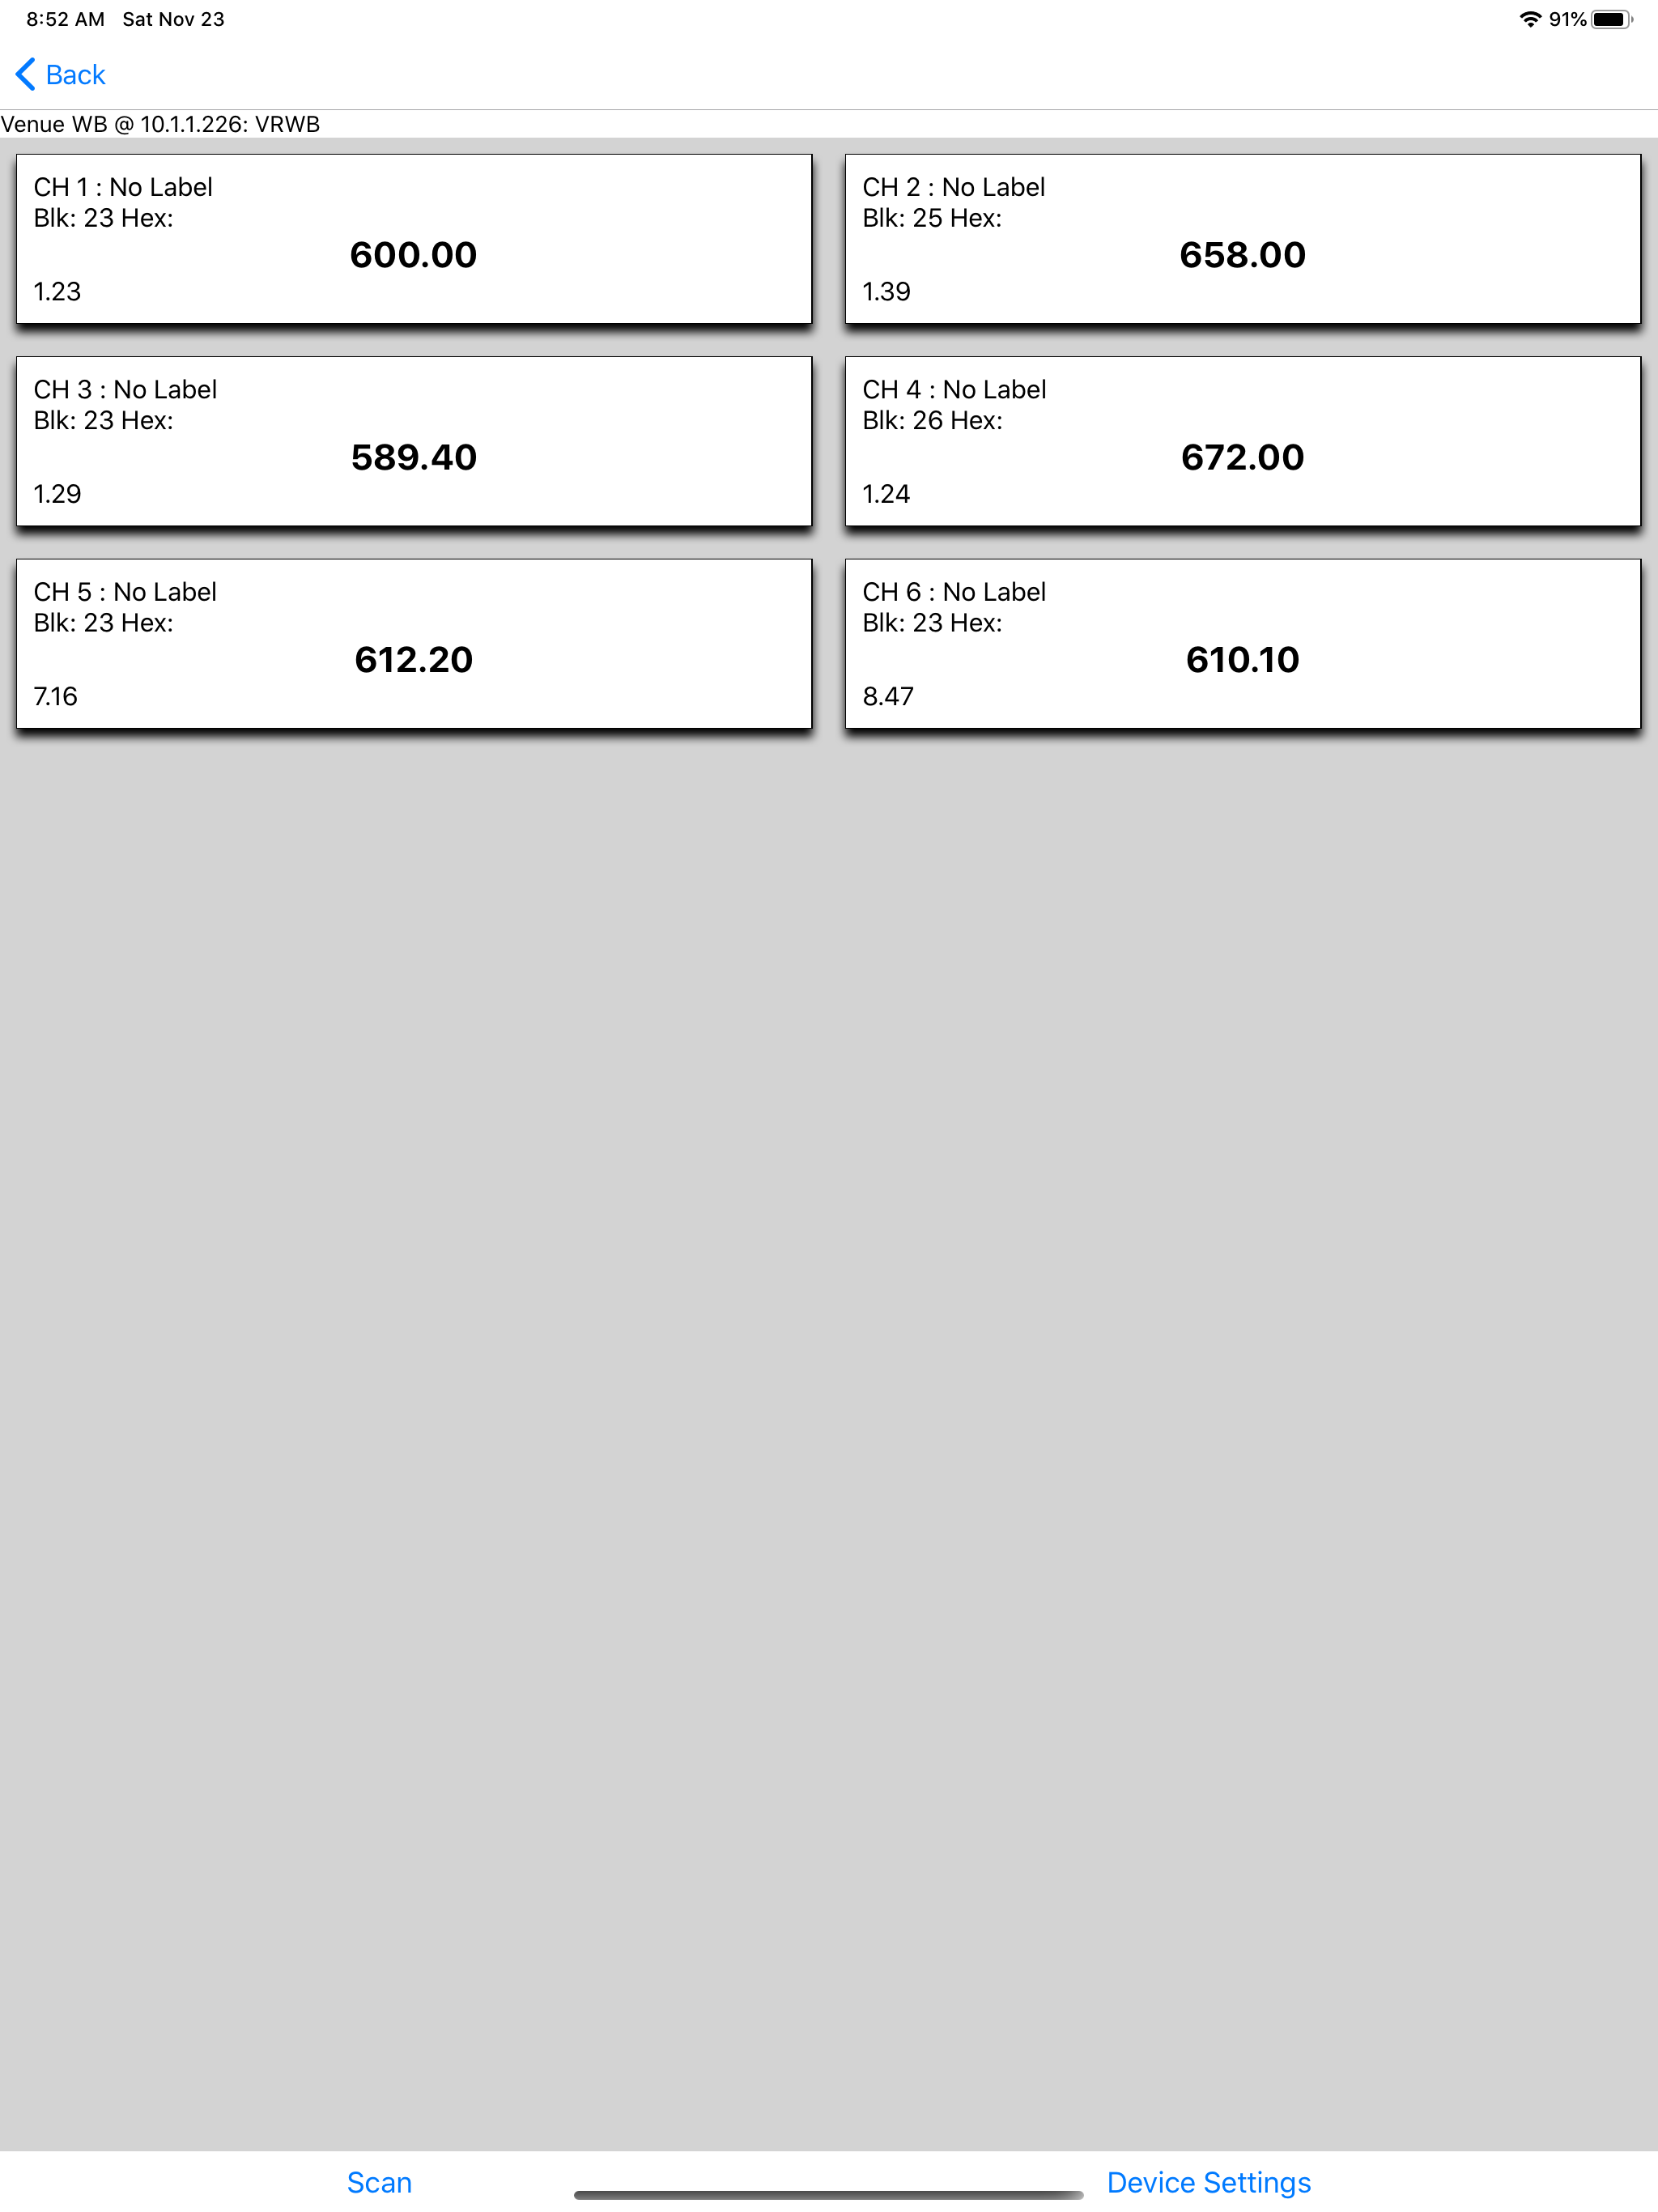 8:52 AM Sat Nov 23 91%
Back
Venue WB @ 10.1.1.226: VRWB
CH 1 : No Label
Blk: 23 Hex:
600.00
1.23
CH 2 : No Label
Blk: 25 Hex:
658.00
1.39
CH 3 : No Label
Blk: 23 Hex:
589.40
1.29
CH 4 : No Label
Blk: 26 Hex:
672.00
1.24
CH 5 : No Label
Blk: 23 Hex:
612.20
7.16
CH 6 : No Label
Blk: 23 Hex:
610.10
8.47
Scan
Device Settings